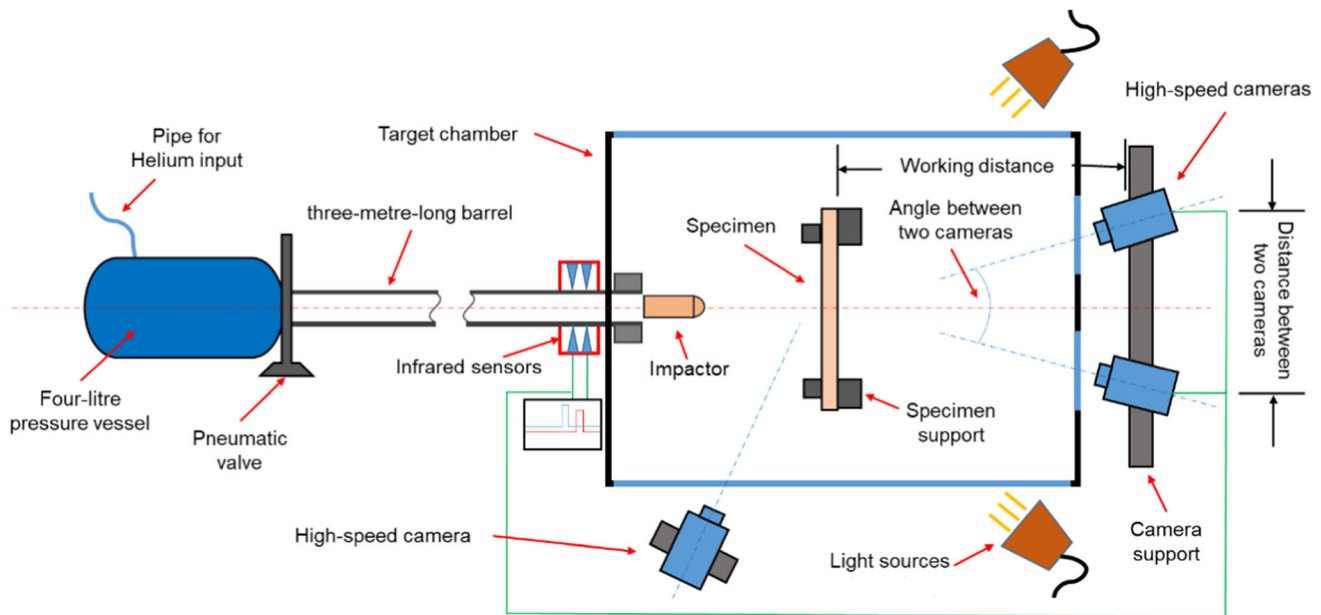 Pipe for
Helium input
three-metre-long barrel
Target chamber
High-speed cameras
Working distance
Specimen
Angle between
two cameras
Distance between
two cameras
Infrared sensors
Impactor
Four-litre
pressure vessel
Pneumatic
valve
Specimen
support
High-speed camera
Light sources
Camera
support